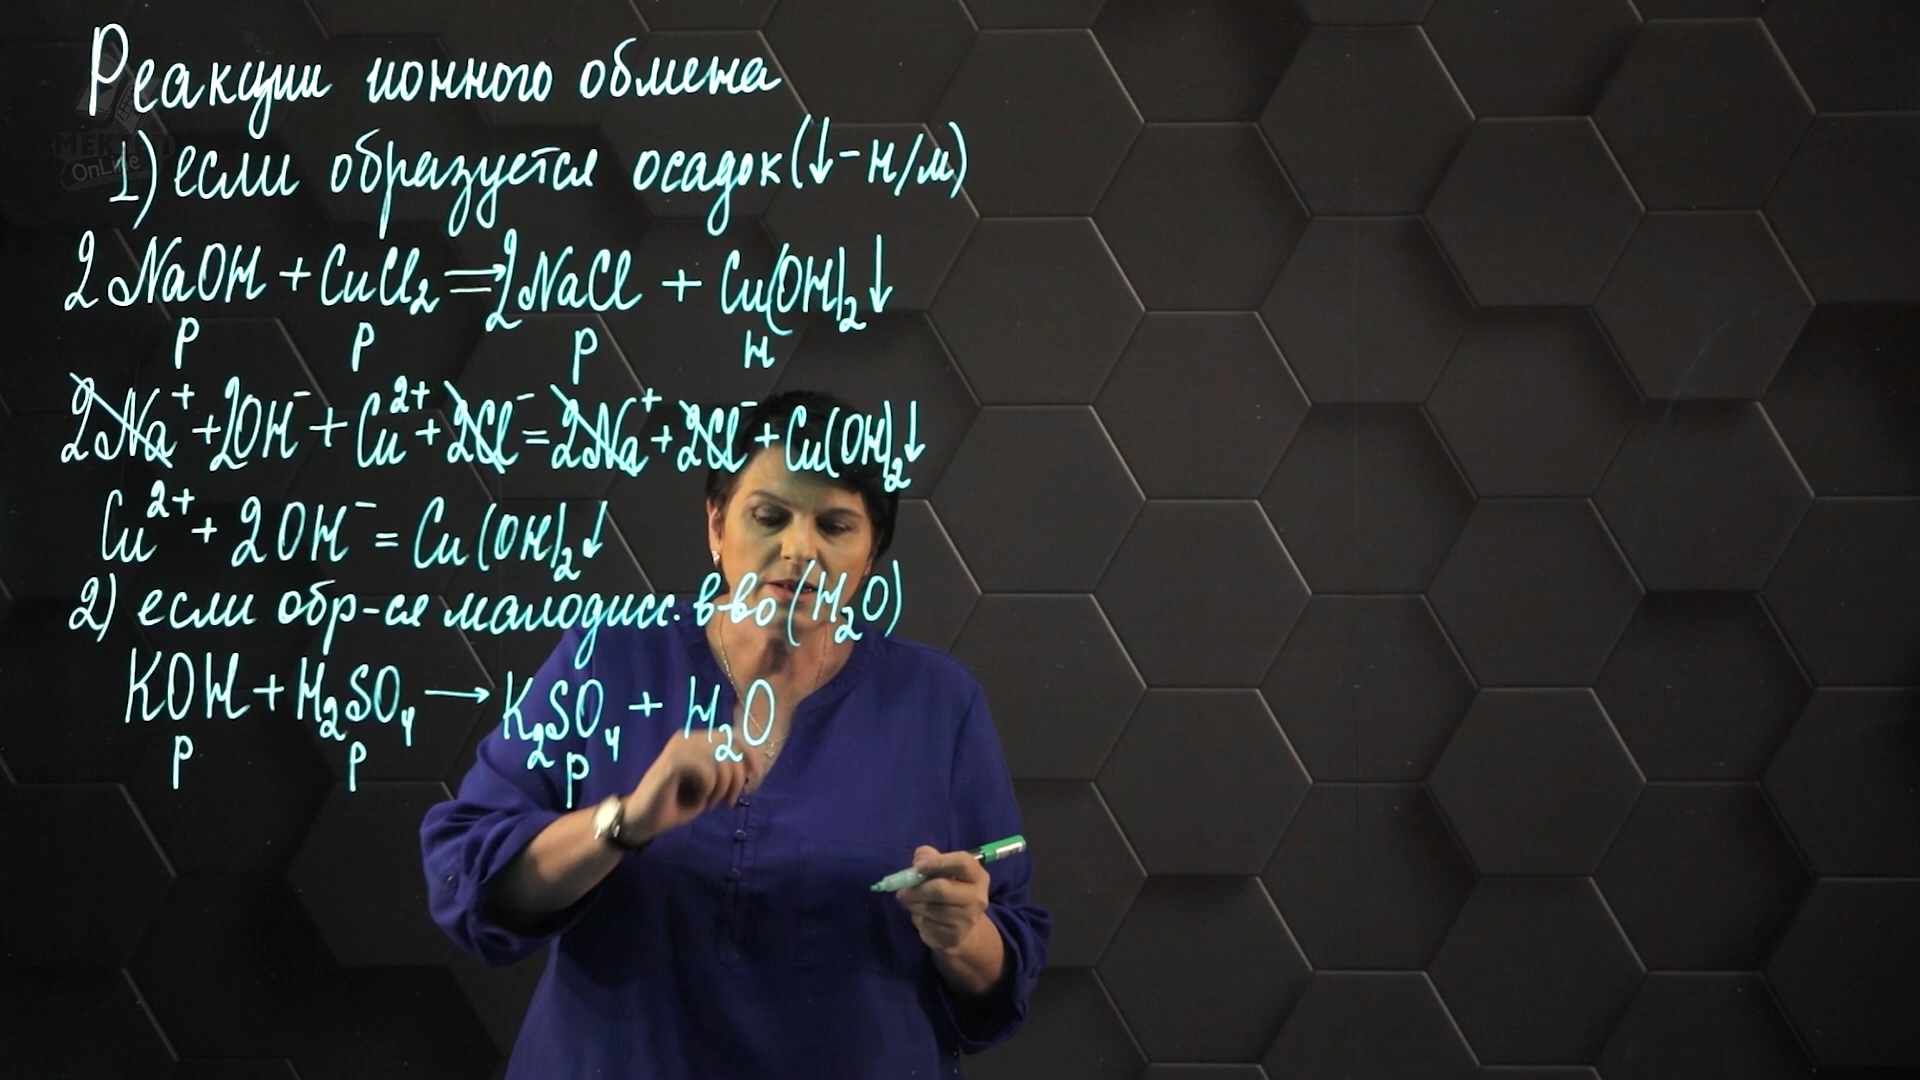 Реакции ионного обмена
1) если образуется осадок (↓ - н/м)
2NaOH + CuCl₂ → 2NaCl + Cu(OH)₂↓
р р р н
2Na⁺ + 2OH⁻ + Cu²⁺ + 2Cl⁻ = 2Na⁺ + 2Cl⁻ + Cu(OH)₂↓
Cu²⁺ + 2OH⁻ = Cu(OH)₂↓
2) если обр-ся малодисс. в-во (H₂O)
KOH + H₂SO₄ → K₂SO₄ + H₂O
р р р
OnLine